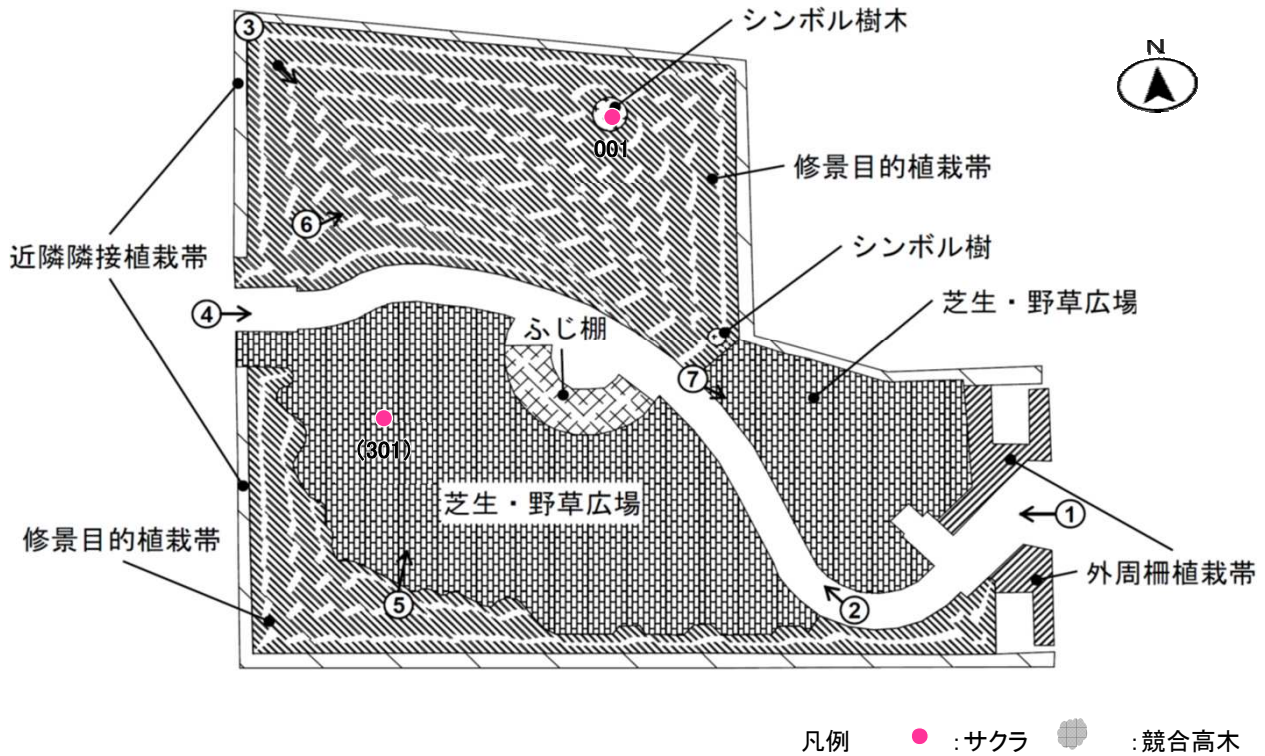 ③
シンボル樹木
N
001
修景目的植栽帯
⑥
シンボル樹
近隣隣接植栽帯
④
芝生・野草広場
ふじ棚
⑦
(301)
芝生・野草広場
①
修景目的植栽帯
外周柵植栽帯
⑤
②
凡例 :サクラ :競合高木